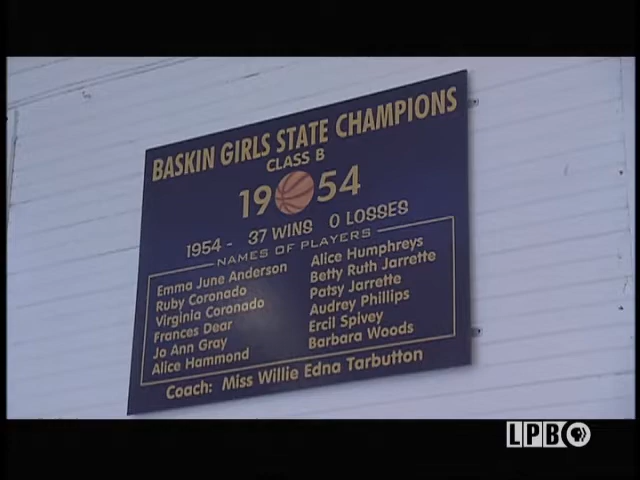 BASKIN GIRLS STATE CHAMPIONS
CLASS B
19 54
1954 - 37 WINS 0 LOSSES
NAMES OF PLAYERS
Emma June Anderson
Ruby Coronado
Virginia Coronado
Frances Dear
Jo Ann Gray
Alice Hammond
Alice Humphreys
Betty Ruth Jarrette
Patsy Jarrette
Audrey Phillips
Ercil Spivey
Barbara Woods
Coach: Miss Willie Edna Tarbutton
LPB